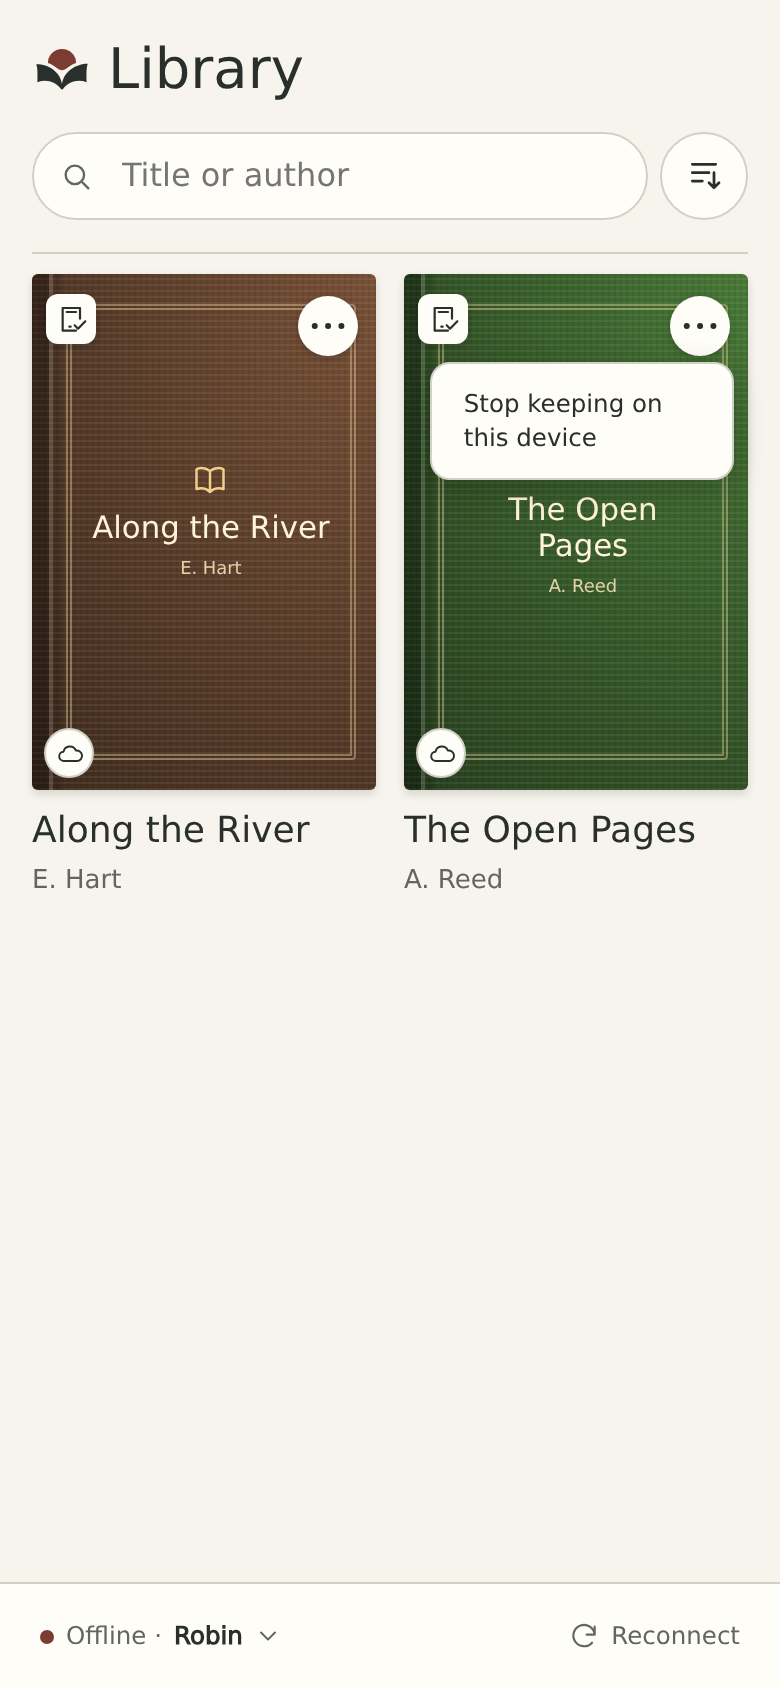 Library
Title or author
Along the River
E. Hart
Stop keeping on
this device
The Open
Pages
A. Reed
Along the River
E. Hart
The Open Pages
A. Reed
Offline · Robin
Reconnect